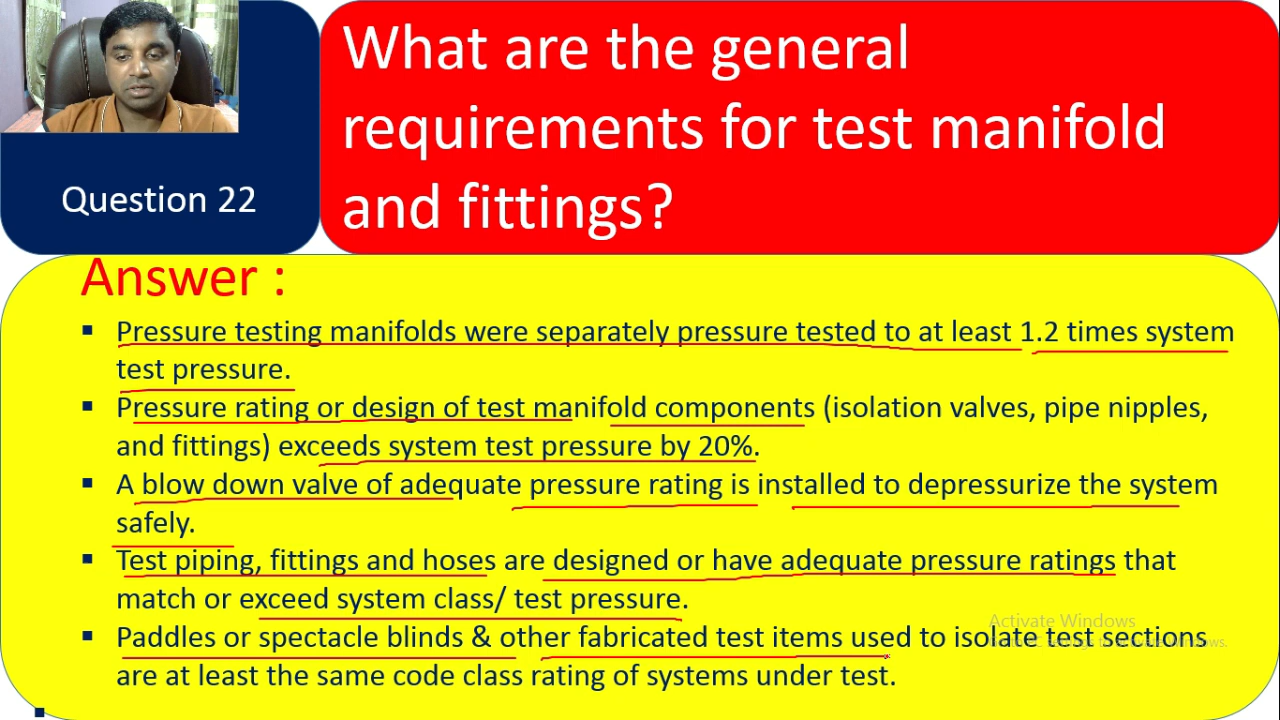 What are the general
requirements for test manifold
and fittings?
Question 22
Answer :
▪ Pressure testing manifolds were separately pressure tested to at least 1.2 times system
test pressure.
▪ Pressure rating or design of test manifold components (isolation valves, pipe nipples,
and fittings) exceeds system test pressure by 20%.
▪ A blow down valve of adequate pressure rating is installed to depressurize the system
safely.
▪ Test piping, fittings and hoses are designed or have adequate pressure ratings that
match or exceed system class/ test pressure.
Activate Windows
▪ Paddles or spectacle blinds & other fabricated test items used to isolate test sections
are at least the same code class rating of systems under test.